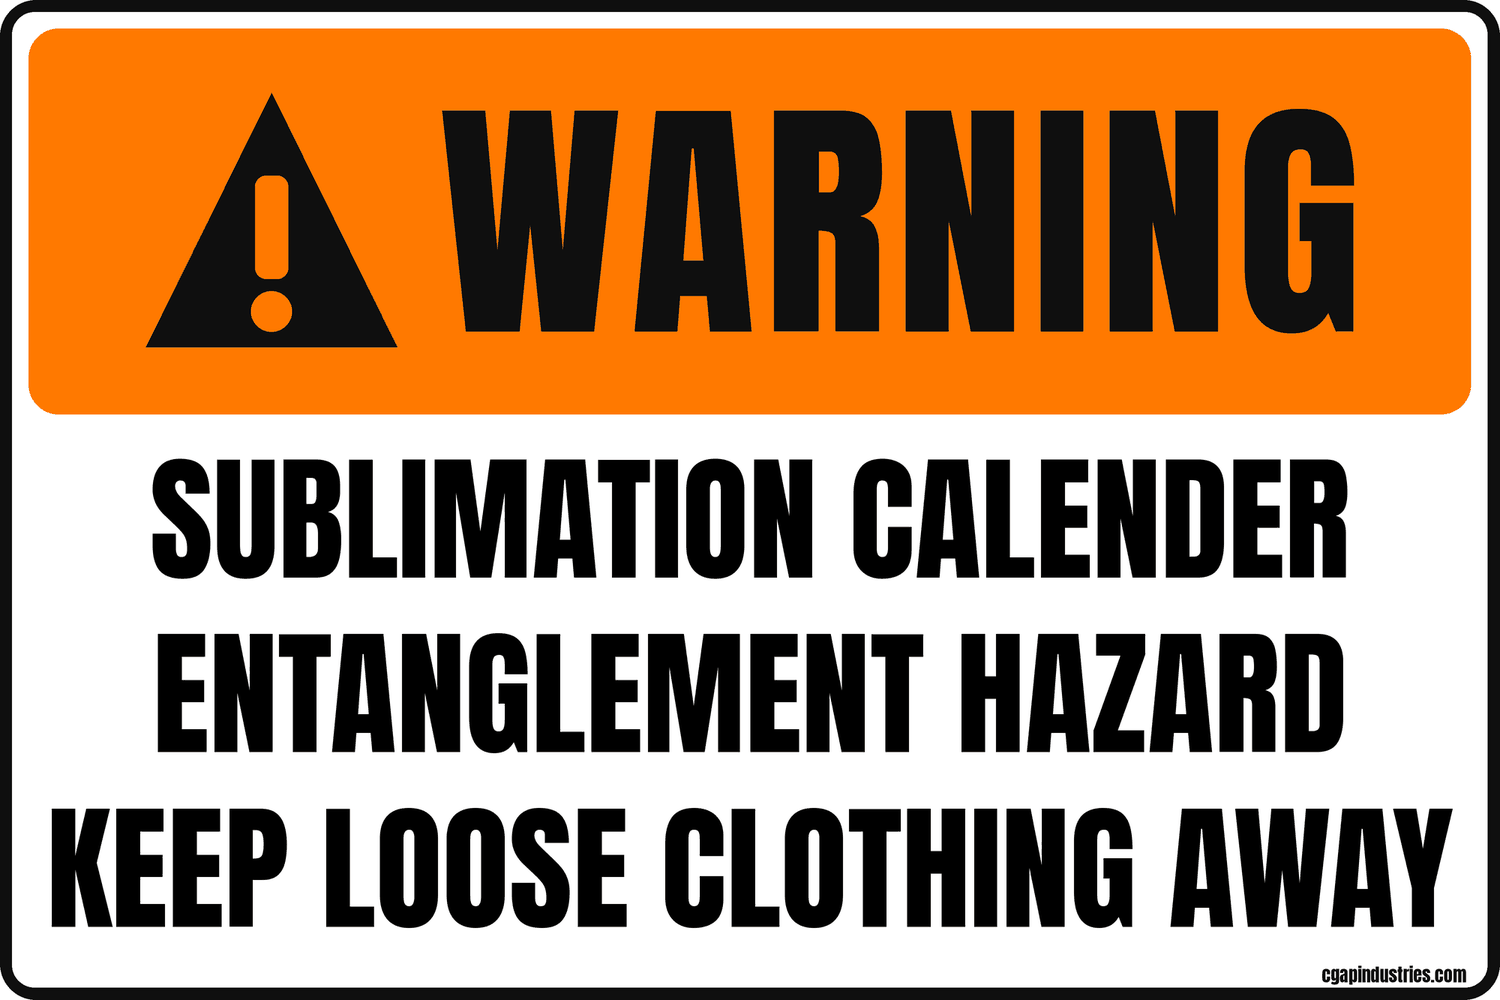 WARNING
SUBLIMATION CALENDER
ENTANGLEMENT HAZARD
KEEP LOOSE CLOTHING AWAY
cgapindustries.com